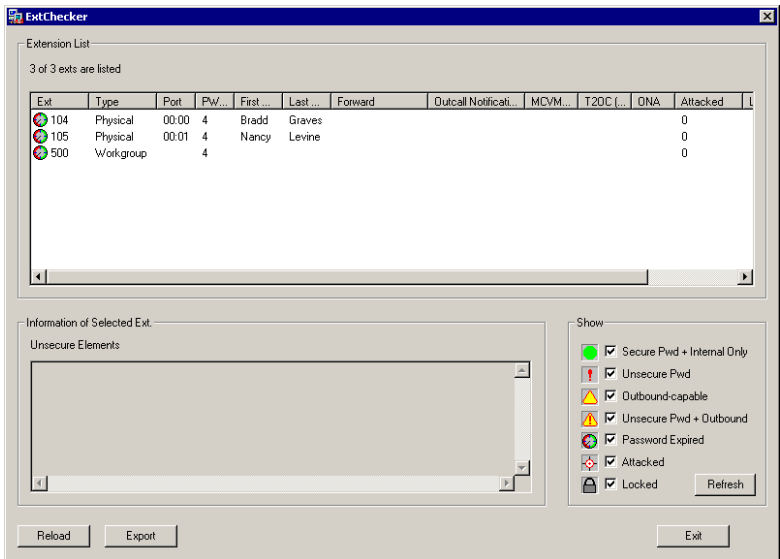 ExtChecker
Extension List
3 of 3 exts are listed
Ext Type Port PW... First ... Last ... Forward Outcall Notificati... MCVM... T2OC (... ONA Attacked L
104 Physical 00:00 4 Bradd Graves 0
105 Physical 00:01 4 Nancy Levine 0
500 Workgroup 4 0
Information of Selected Ext.
Unsecure Elements
Show
Secure Pwd + Internal Only
Unsecure Pwd
Outbound-capable
Unsecure Pwd + Outbound
Password Expired
Attacked
Locked Refresh
Reload Export Exit